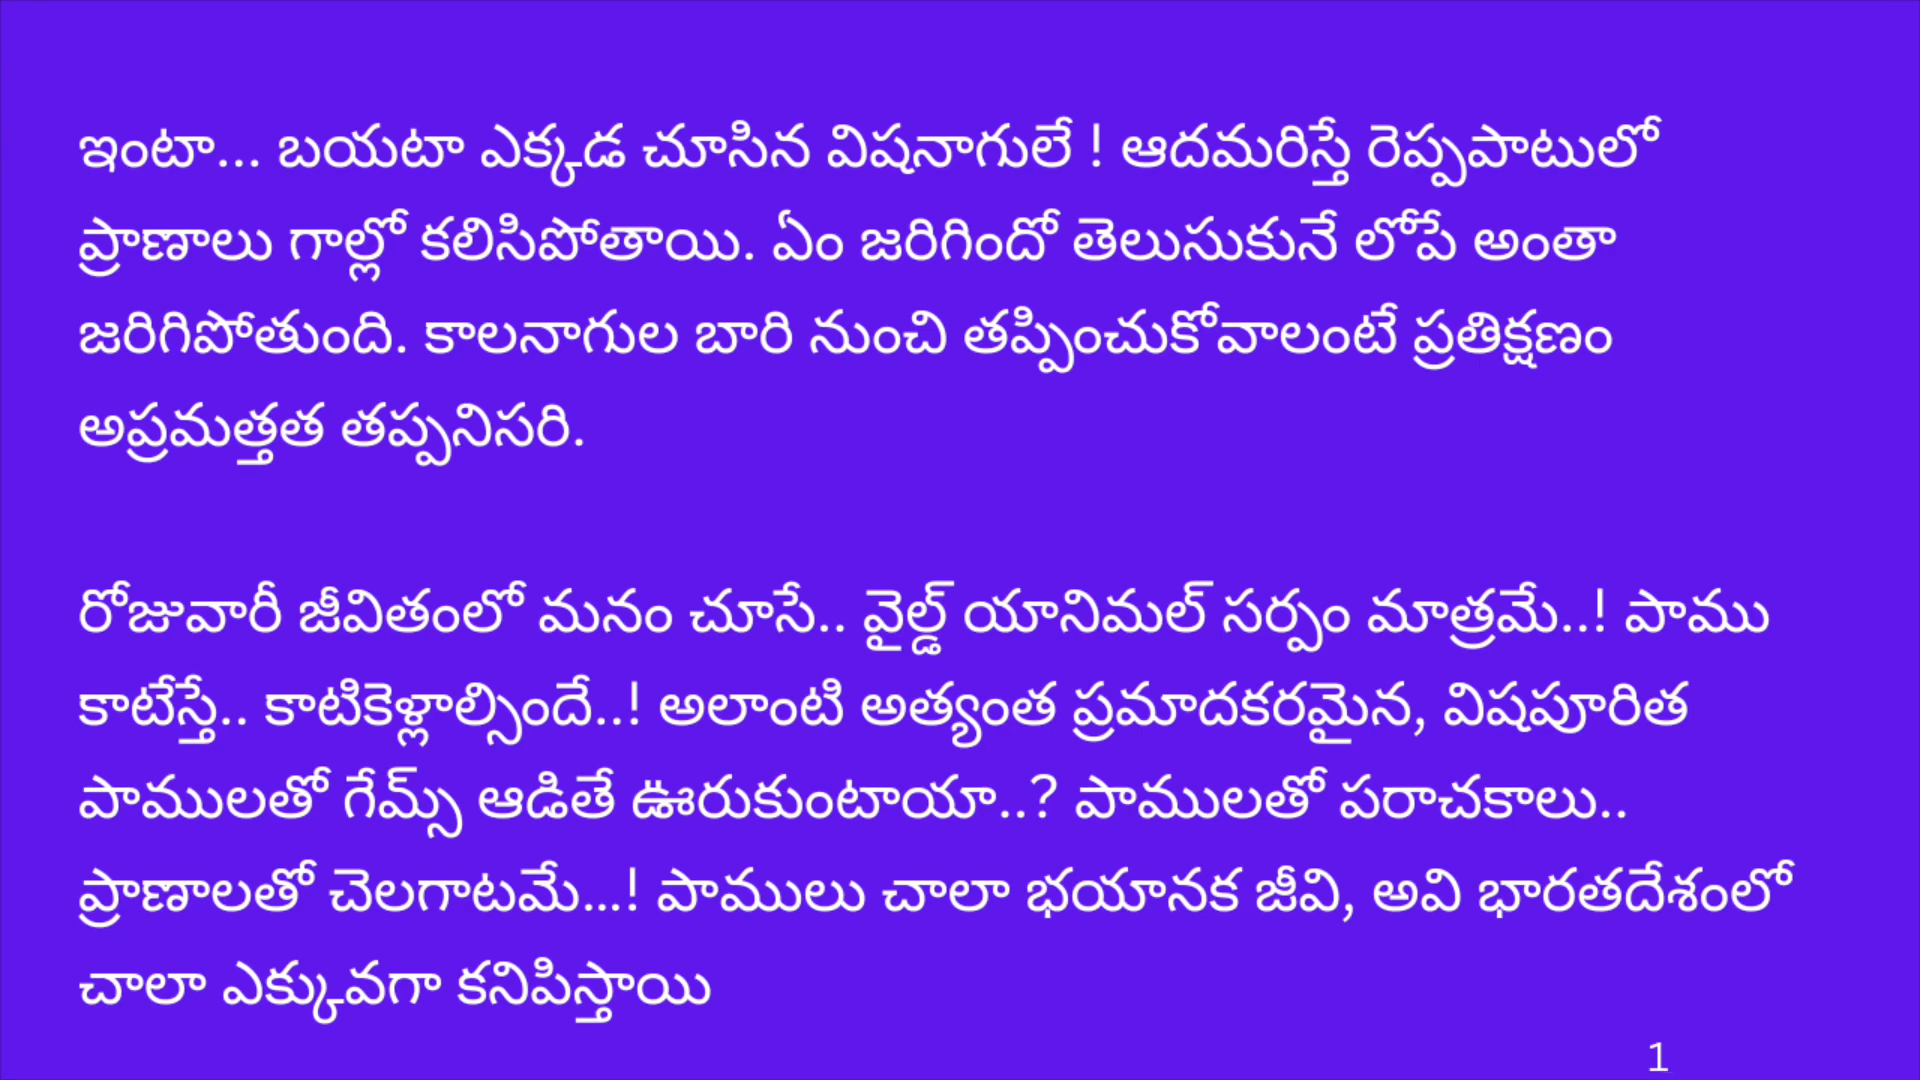 ఇంటా... బయటా ఎక్కడ చూసిన విషనాగులే ! ఆదమరిస్తే రెప్పపాటులో
ప్రాణాలు గాల్లో కలిసిపోతాయి. ఏం జరిగిందో తెలుసుకునే లోపే అంతా
జరిగిపోతుంది. కాలనాగుల బారి నుంచి తప్పించుకోవాలంటే ప్రతిక్షణం
అప్రమత్తత తప్పనిసరి.
రోజువారీ జీవితంలో మనం చూసే.. వైల్డ్ యానిమల్ సర్పం మాత్రమే..! పాము
కాటేస్తే.. కాటికెళ్లాల్సిందే..! అలాంటి అత్యంత ప్రమాదకరమైన, విషపూరిత
పాములతో గేమ్స్ ఆడితే ఊరుకుంటాయా..? పాములతో పరాచకాలు..
ప్రాణాలతో చెలగాటమే...! పాములు చాలా భయానక జీవి, అవి భారతదేశంలో
చాలా ఎక్కువగా కనిపిస్తాయి
1